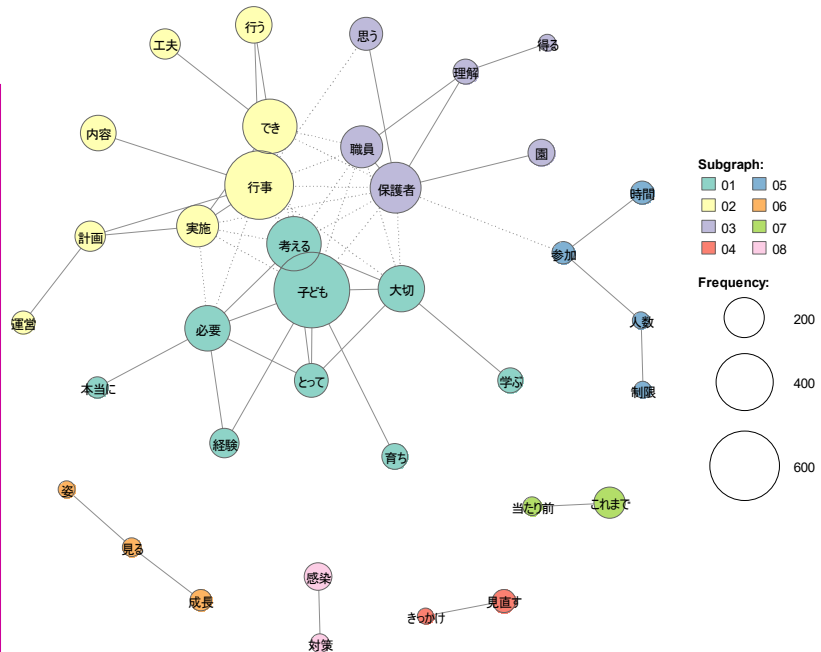 行う
思う
工夫
得る
理解
でき
内容
職員
園
行事
保護者
Subgraph:
01
05
02
06
03
07
04
08
時間
実施
計画
考える
参加
Frequency:
子ども
大切
200
運営
人数
必要
400
本当に
とって
学ぶ
制限
経験
育ち
600
姿
当たり前
これまで
見る
感染
成長
見直す
きっかけ
対策